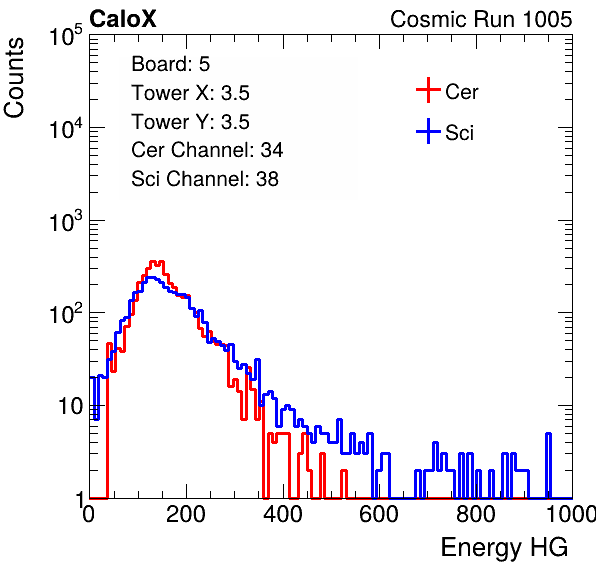 CaloX
Cosmic Run 1005
Counts
Board: 5
Tower X: 3.5
Tower Y: 3.5
Cer Channel: 34
Sci Channel: 38
Cer
Sci
10^5
10^4
10^3
10^2
10
1
0 200 400 600 800 1000
Energy HG